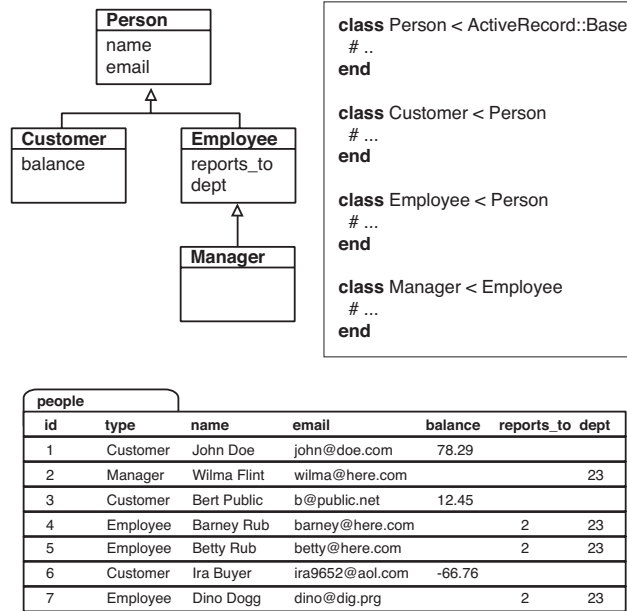 Person
name
email
Customer
balance
Employee
reports_to
dept
Manager
class Person < ActiveRecord::Base
# ..
end
class Customer < Person
# ...
end
class Employee < Person
# ...
end
class Manager < Employee
# ...
end
people
id type name email balance reports_to dept
1 Customer John Doe john@doe.com 78.29
2 Manager Wilma Flint wilma@here.com 23
3 Customer Bert Public b@public.net 12.45
4 Employee Barney Rub barney@here.com 2 23
5 Employee Betty Rub betty@here.com 2 23
6 Customer Ira Buyer ira9652@aol.com -66.76
7 Employee Dino Dogg dino@dig.prg 2 23